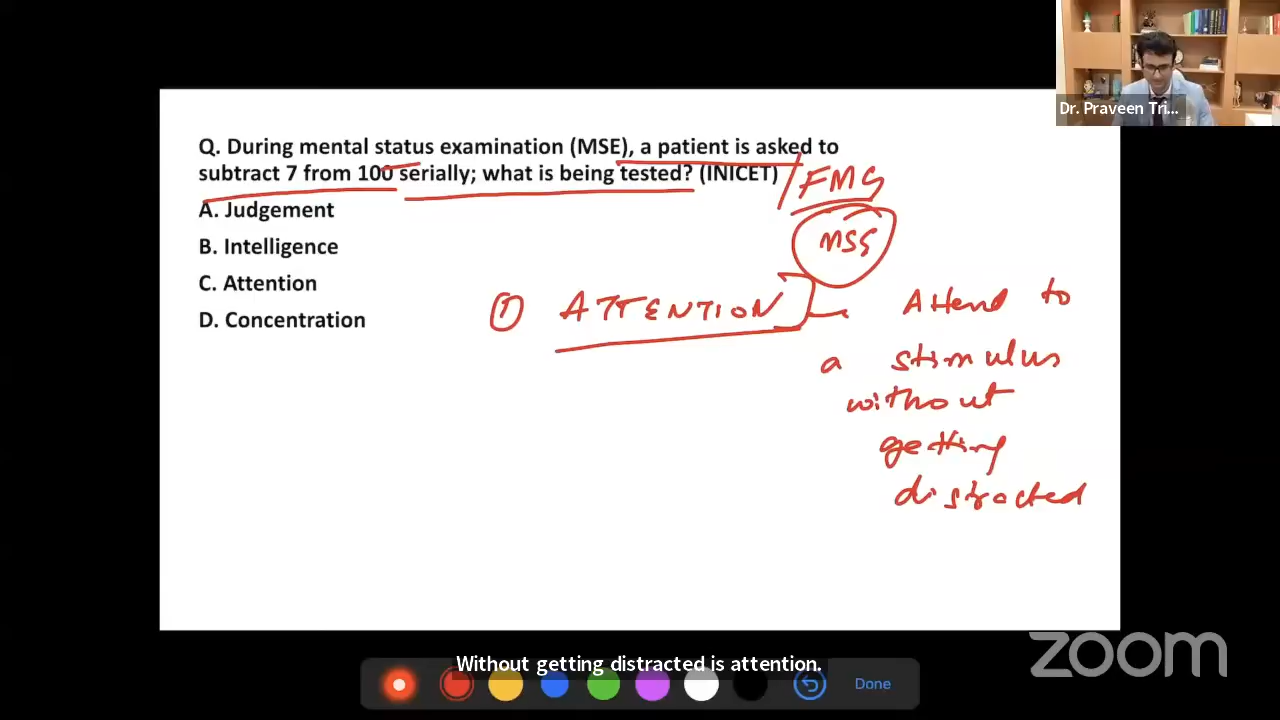 Dr. Praveen Tri...
Q. During mental status examination (MSE), a patient is asked to
subtract 7 from 100 serially; what is being tested? (INICET)
/ FMG
A. Judgement
MSE
B. Intelligence
C. Attention
D. Concentration
① ATTENTION
Attend to
a stimulus
without
getting
distracted
zoom
Without getting distracted is attention.
Done